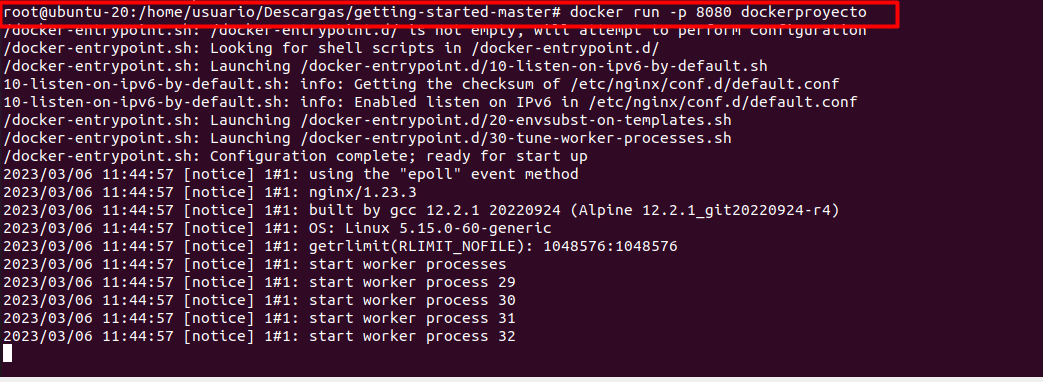 root@ubuntu-20:/home/usuario/Descargas/getting-started-master# docker run -p 8080 dockerproyecto
/docker-entrypoint.sh: /docker-entrypoint.d/ is not empty, will attempt to perform configuration
/docker-entrypoint.sh: Looking for shell scripts in /docker-entrypoint.d/
/docker-entrypoint.sh: Launching /docker-entrypoint.d/10-listen-on-ipv6-by-default.sh
10-listen-on-ipv6-by-default.sh: info: Getting the checksum of /etc/nginx/conf.d/default.conf
10-listen-on-ipv6-by-default.sh: info: Enabled listen on IPv6 in /etc/nginx/conf.d/default.conf
/docker-entrypoint.sh: Launching /docker-entrypoint.d/20-envsubst-on-templates.sh
/docker-entrypoint.sh: Launching /docker-entrypoint.d/30-tune-worker-processes.sh
/docker-entrypoint.sh: Configuration complete; ready for start up
2023/03/06 11:44:57 [notice] 1#1: using the "epoll" event method
2023/03/06 11:44:57 [notice] 1#1: nginx/1.23.3
2023/03/06 11:44:57 [notice] 1#1: built by gcc 12.2.1 20220924 (Alpine 12.2.1_git20220924-r4)
2023/03/06 11:44:57 [notice] 1#1: OS: Linux 5.15.0-60-generic
2023/03/06 11:44:57 [notice] 1#1: getrlimit(RLIMIT_NOFILE): 1048576:1048576
2023/03/06 11:44:57 [notice] 1#1: start worker processes
2023/03/06 11:44:57 [notice] 1#1: start worker process 29
2023/03/06 11:44:57 [notice] 1#1: start worker process 30
2023/03/06 11:44:57 [notice] 1#1: start worker process 31
2023/03/06 11:44:57 [notice] 1#1: start worker process 32